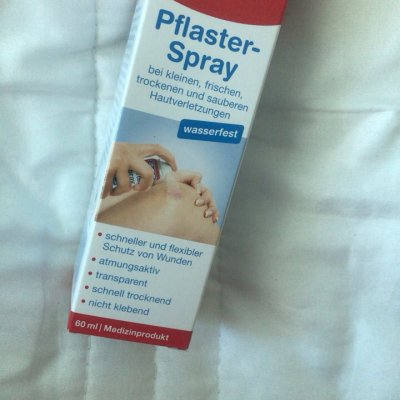 Pflaster-
Spray
bei kleinen, frischen,
trockenen und sauberen
Hautverletzungen
wasserfest
• schneller und flexibler
Schutz von Wunden
• atmungsaktiv
• transparent
• schnell trocknend
• nicht klebend
60 ml | Medizinprodukt